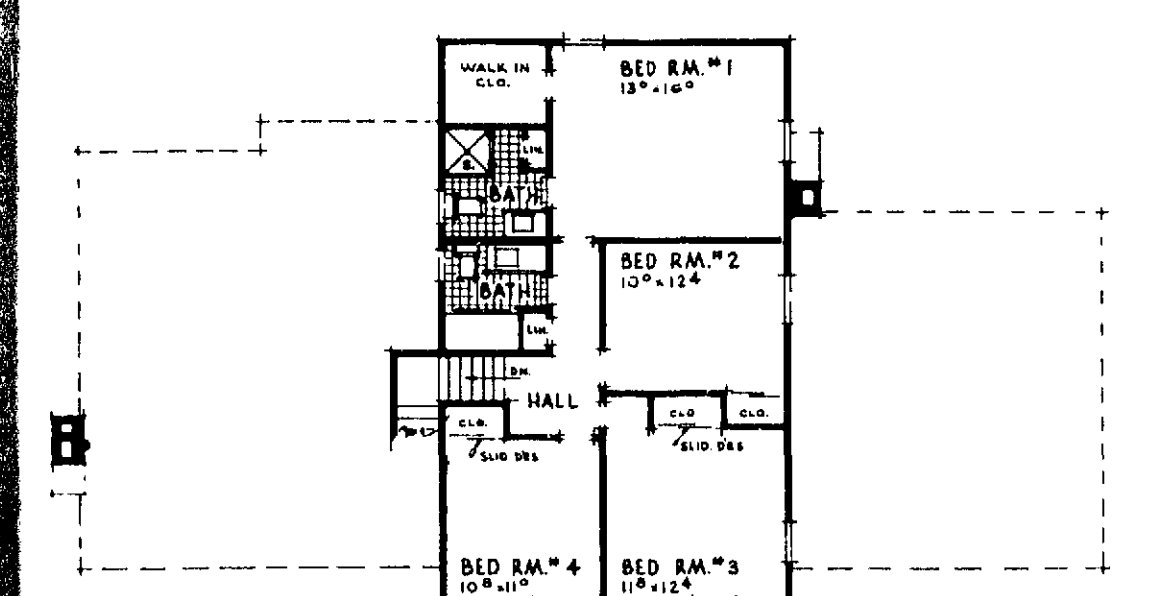 WALK IN
CLO.
BED RM. #1
13⁰ x 16⁰
LIN.
S.
BATH
BED RM. #2
10⁰ x 12⁴
BATH
LIN.
DN.
HALL
CLO.
CLO
CLO.
SLID DRS
SLID. DRS
BED RM. #4
10⁸ x 11⁰
BED RM. #3
11⁸ x 12⁴